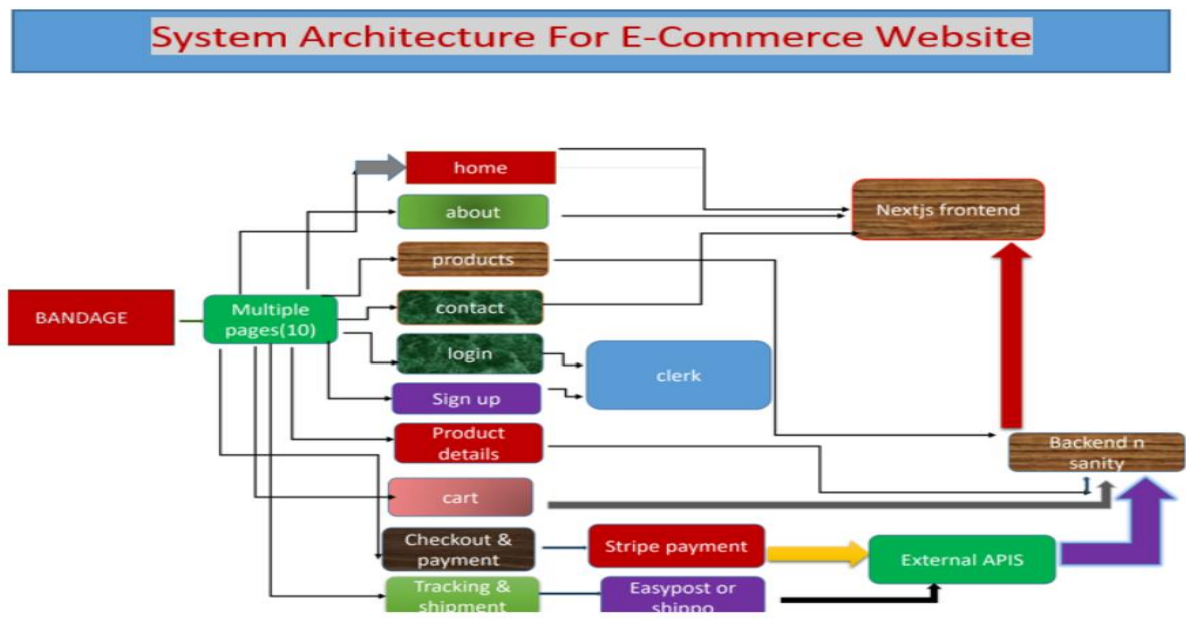 System Architecture For E-Commerce Website
home
about
products
contact
login
Sign up
Product
details
cart
Checkout &
payment
Tracking &
shipment
BANDAGE
Multiple
pages(10)
clerk
Stripe payment
Easypost or
shippo
Nextjs frontend
Backend n
sanity
External APIS